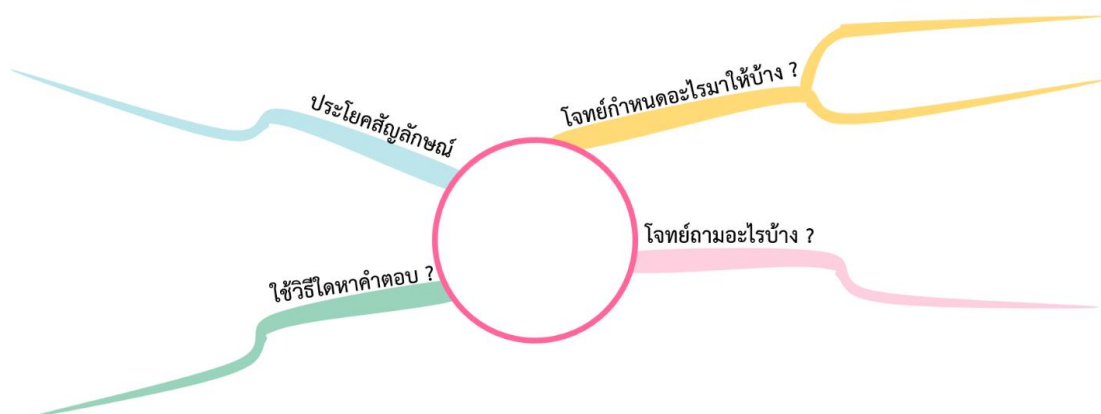 โจทย์กำหนดอะไรมาให้บ้าง ?
ประโยคสัญลักษณ์
โจทย์ถามอะไรบ้าง ?
ใช้วิธีใดหาคำตอบ ?